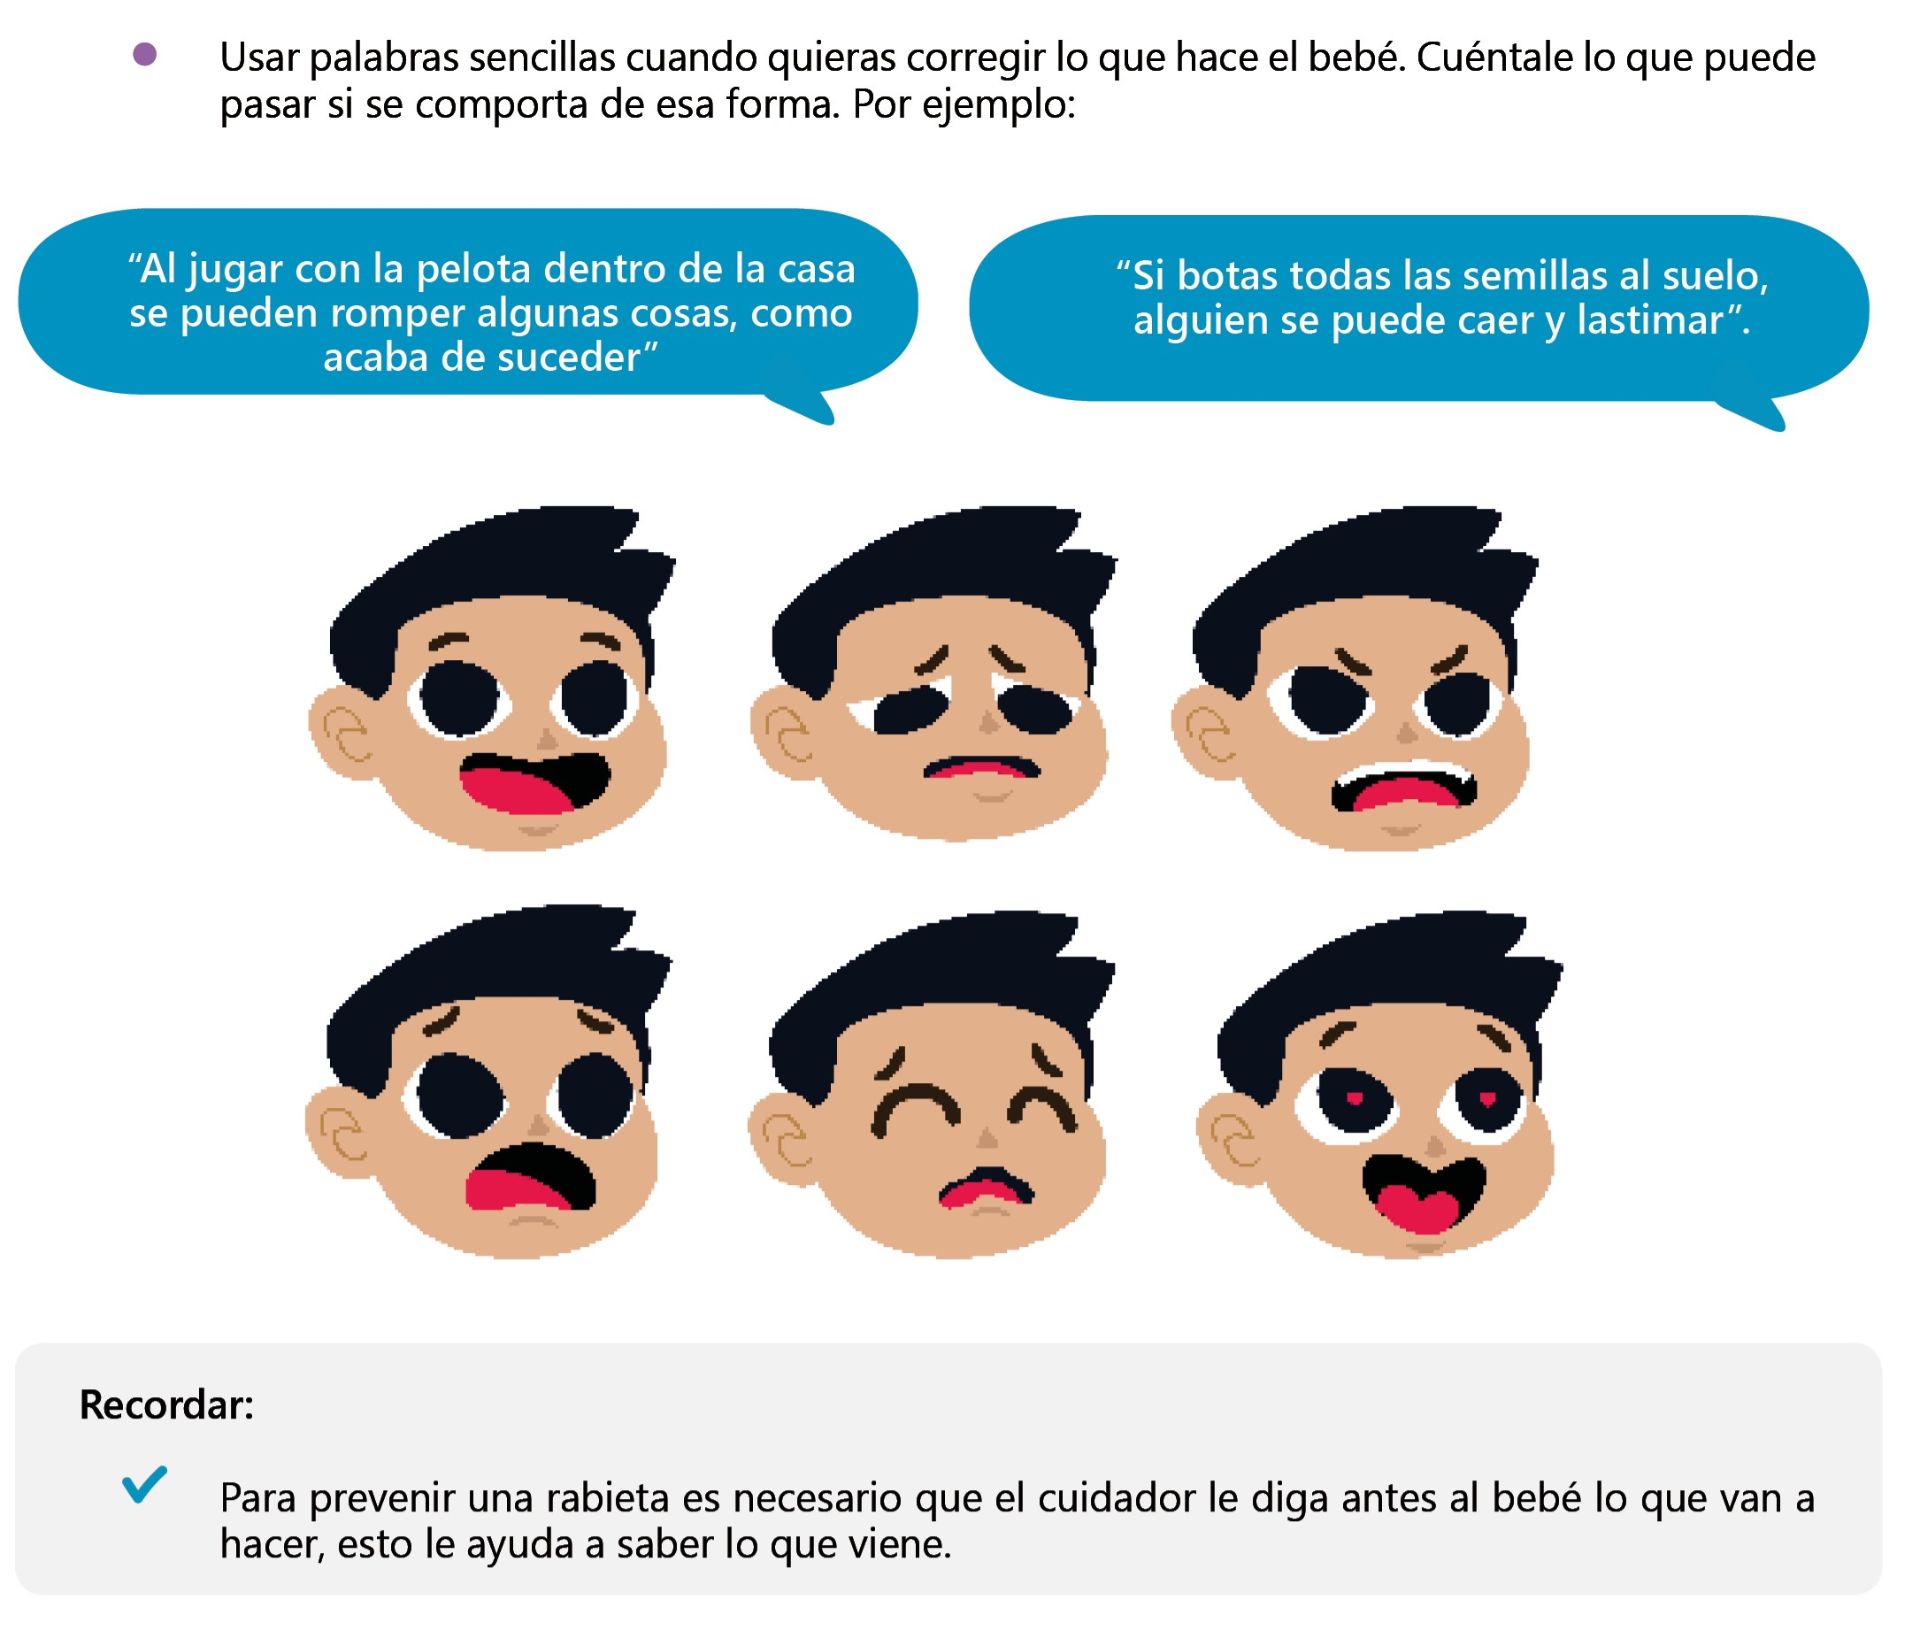 Usar palabras sencillas cuando quieras corregir lo que hace el bebé. Cuéntale lo que puede
pasar si se comporta de esa forma. Por ejemplo:
“Al jugar con la pelota dentro de la casa
se pueden romper algunas cosas, como
acaba de suceder”
“Si botas todas las semillas al suelo,
alguien se puede caer y lastimar”.
Recordar:
Para prevenir una rabieta es necesario que el cuidador le diga antes al bebé lo que van a
hacer, esto le ayuda a saber lo que viene.